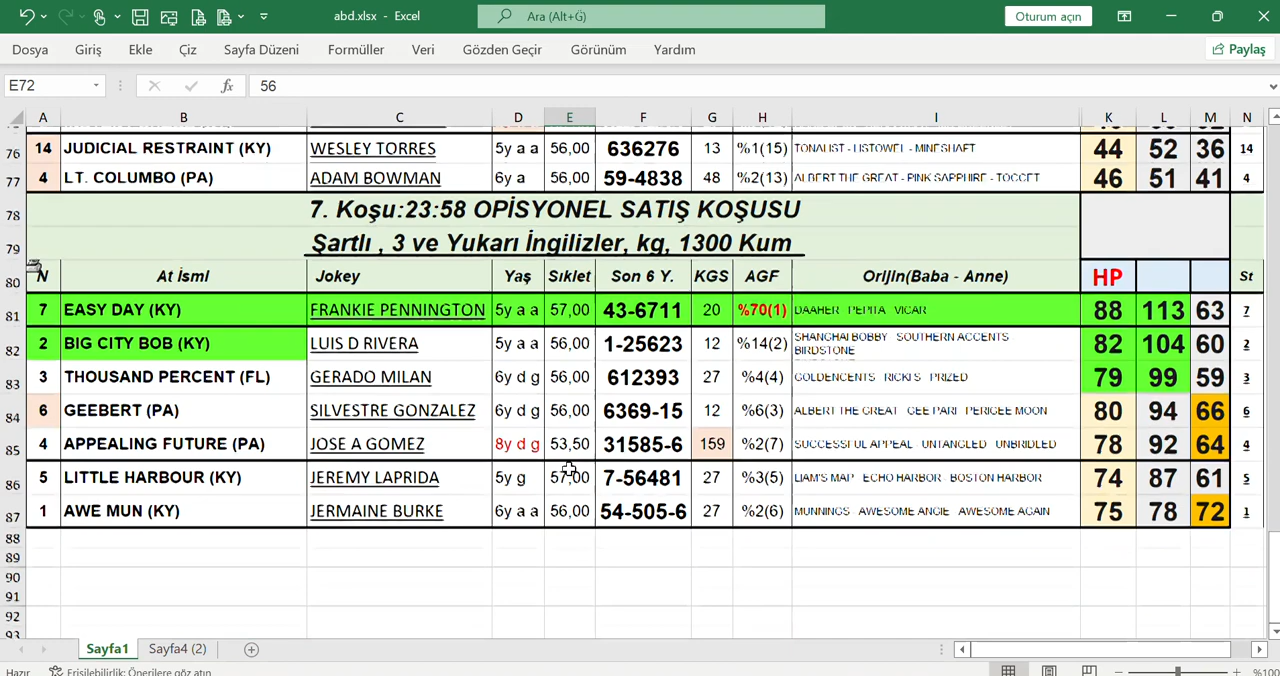 abd.xlsx - Excel
Ara (Alt+G)
Oturum açın
Dosya Giriş Ekle Çiz Sayfa Düzeni Formüller Veri Gözden Geçir Görünüm Yardım
Paylaş
E72 fx 56
A B C D E F G H I K L M N
76 14 JUDICIAL RESTRAINT (KY) WESLEY TORRES 5y a a 56,00 636276 13 %1(15) TONALIST - LISTOWEL - MINESHAFT 44 52 36 14
77 4 LT. COLUMBO (PA) ADAM BOWMAN 6y a 56,00 59-4838 48 %2(13) ALBERT THE GREAT - PINK SAPPHIRE - TOCCET 46 51 41 4
78 7. Koşu:23:58 OPİSYONEL SATIŞ KOŞUSU
79 Şartlı , 3 ve Yukarı İngilizler, kg, 1300 Kum
80 N At İsmi Jokey Yaş Sıklet Son 6 Y. KGS AGF Orijin(Baba - Anne) HP St
81 7 EASY DAY (KY) FRANKIE PENNINGTON 5y a a 57,00 43-6711 20 %70(1) DAAHER PEPITA VICAR 88 113 63 7
82 2 BIG CITY BOB (KY) LUIS D RIVERA 5y a a 56,00 1-25623 12 %14(2) SHANGHAI BOBBY SOUTHERN ACCENTS BIRDSTONE 82 104 60 2
83 3 THOUSAND PERCENT (FL) GERADO MILAN 6y d g 56,00 612393 27 %4(4) GOLDENCENTS RICKI'S PRIZED 79 99 59 3
84 6 GEEBERT (PA) SILVESTRE GONZALEZ 6y d g 56,00 6369-15 12 %6(3) ALBERT THE GREAT GEE PARI PERIGEE MOON 80 94 66 6
85 4 APPEALING FUTURE (PA) JOSE A GOMEZ 8y d g 53,50 31585-6 159 %2(7) SUCCESSFUL APPEAL UNTANGLED UNBRIDLED 78 92 64 4
86 5 LITTLE HARBOUR (KY) JEREMY LAPRIDA 5y g 57,00 7-56481 27 %3(5) LIAM'S MAP ECHO HARBOR BOSTON HARBOR 74 87 61 5
87 1 AWE MUN (KY) JERMAINE BURKE 6y a a 56,00 54-505-6 27 %2(6) MUNNINGS AWESOME ANGIE AWESOME AGAIN 75 78 72 1
88
89
90
91
92
93
Sayfa1 Sayfa4 (2)
Hazır Erişilebilirlik: Önerilere göz atın %100